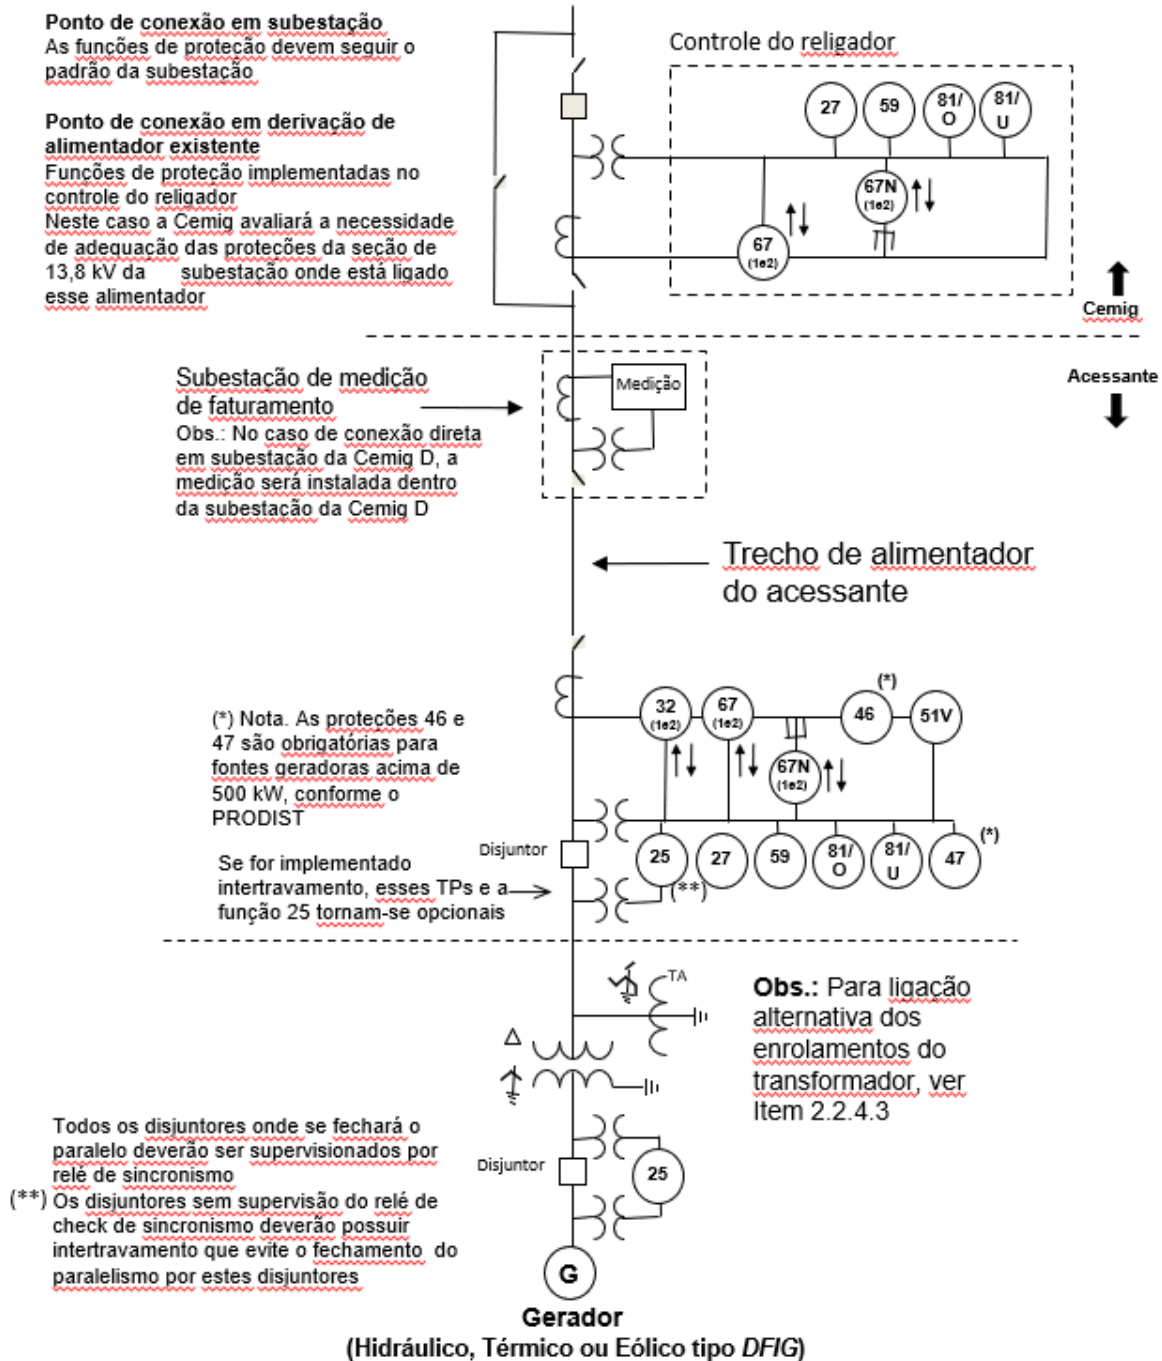 Ponto de conexão em subestação
As funções de proteção devem seguir o
padrão da subestação
Ponto de conexão em derivação de
alimentador existente
Funções de proteção implementadas no
controle do religador
Neste caso a Cemig avaliará a necessidade
de adequação das proteções da seção de
13,8 kV da subestação onde está ligado
esse alimentador
Controle do religador
27
59
81/
O
81/
U
67N
(1e2)
67
(1e2)
Cemig
Acessante
Subestação de medição
de faturamento
Obs.: No caso de conexão direta
em subestação da Cemig D, a
medição será instalada dentro
da subestação da Cemig D
Medição
Trecho de alimentador
do acessante
(*) Nota. As proteções 46 e
47 são obrigatórias para
fontes geradoras acima de
500 kW, conforme o
PRODIST
32
(1e2)
67
(1e2)
(*)
46
51V
67N
(1e2)
Disjuntor
25
27
59
81/
O
81/
U
47
(*)
(**)
Se for implementado
intertravamento, esses TPs e a
função 25 tornam-se opcionais
TA
Δ
Obs.: Para ligação
alternativa dos
enrolamentos do
transformador, ver
Item 2.2.4.3
Todos os disjuntores onde se fechará o
paralelo deverão ser supervisionados por
relé de sincronismo
(**) Os disjuntores sem supervisão do relé de
check de sincronismo deverão possuir
intertravamento que evite o fechamento do
paralelismo por estes disjuntores
Disjuntor
25
G
Gerador
(Hidráulico, Térmico ou Eólico tipo DFIG)